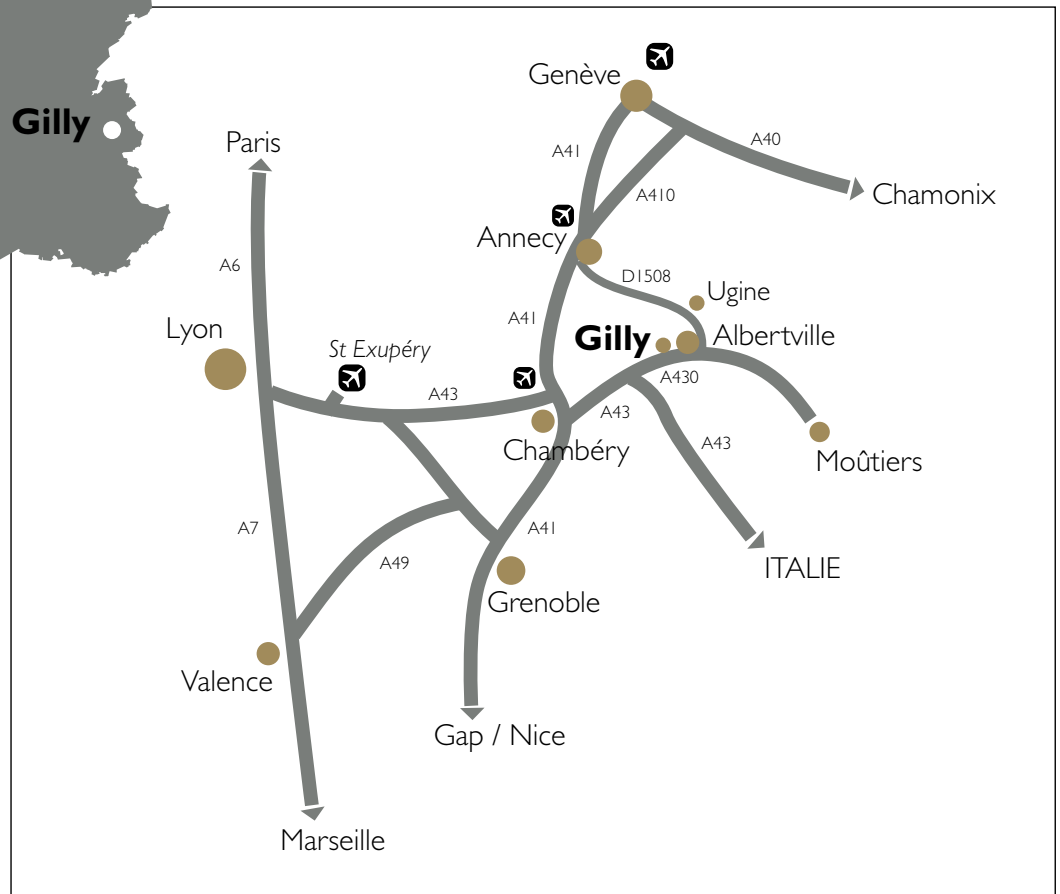 Genève
Gilly
Paris
A40
A41
A410
Chamonix
Annecy
A6
D1508
Ugine
A41
Lyon
Gilly
Albertville
St Exupéry
A430
A43
A43
A43
Chambéry
Moûtiers
A7
A41
A49
ITALIE
Grenoble
Valence
Gap / Nice
Marseille